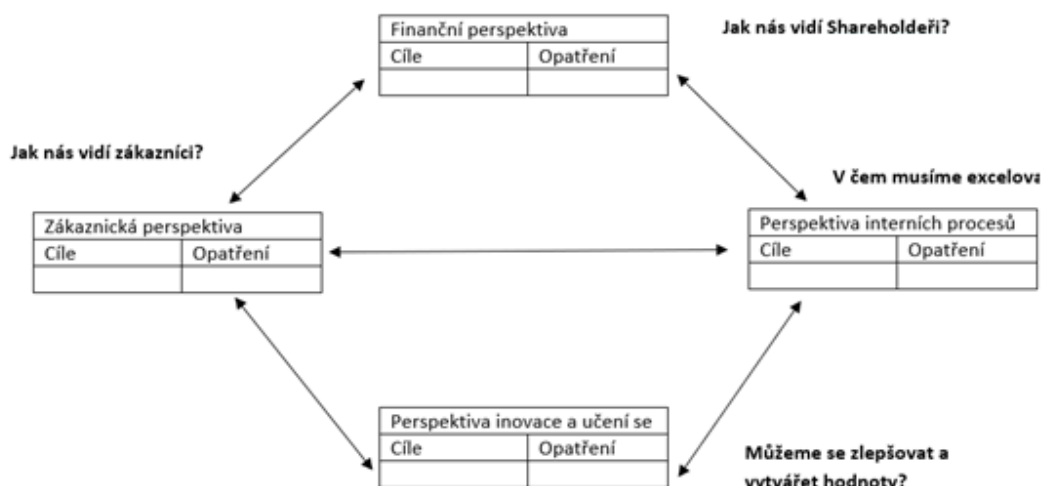 Finanční perspektiva
Cíle Opatření
Jak nás vidí Shareholdeři?
Jak nás vidí zákazníci?
V čem musíme excelova
Zákaznická perspektiva
Cíle Opatření
Perspektiva interních procesů
Cíle Opatření
Perspektiva inovace a učení se
Cíle Opatření
Můžeme se zlepšovat a
vytvářet hodnoty?